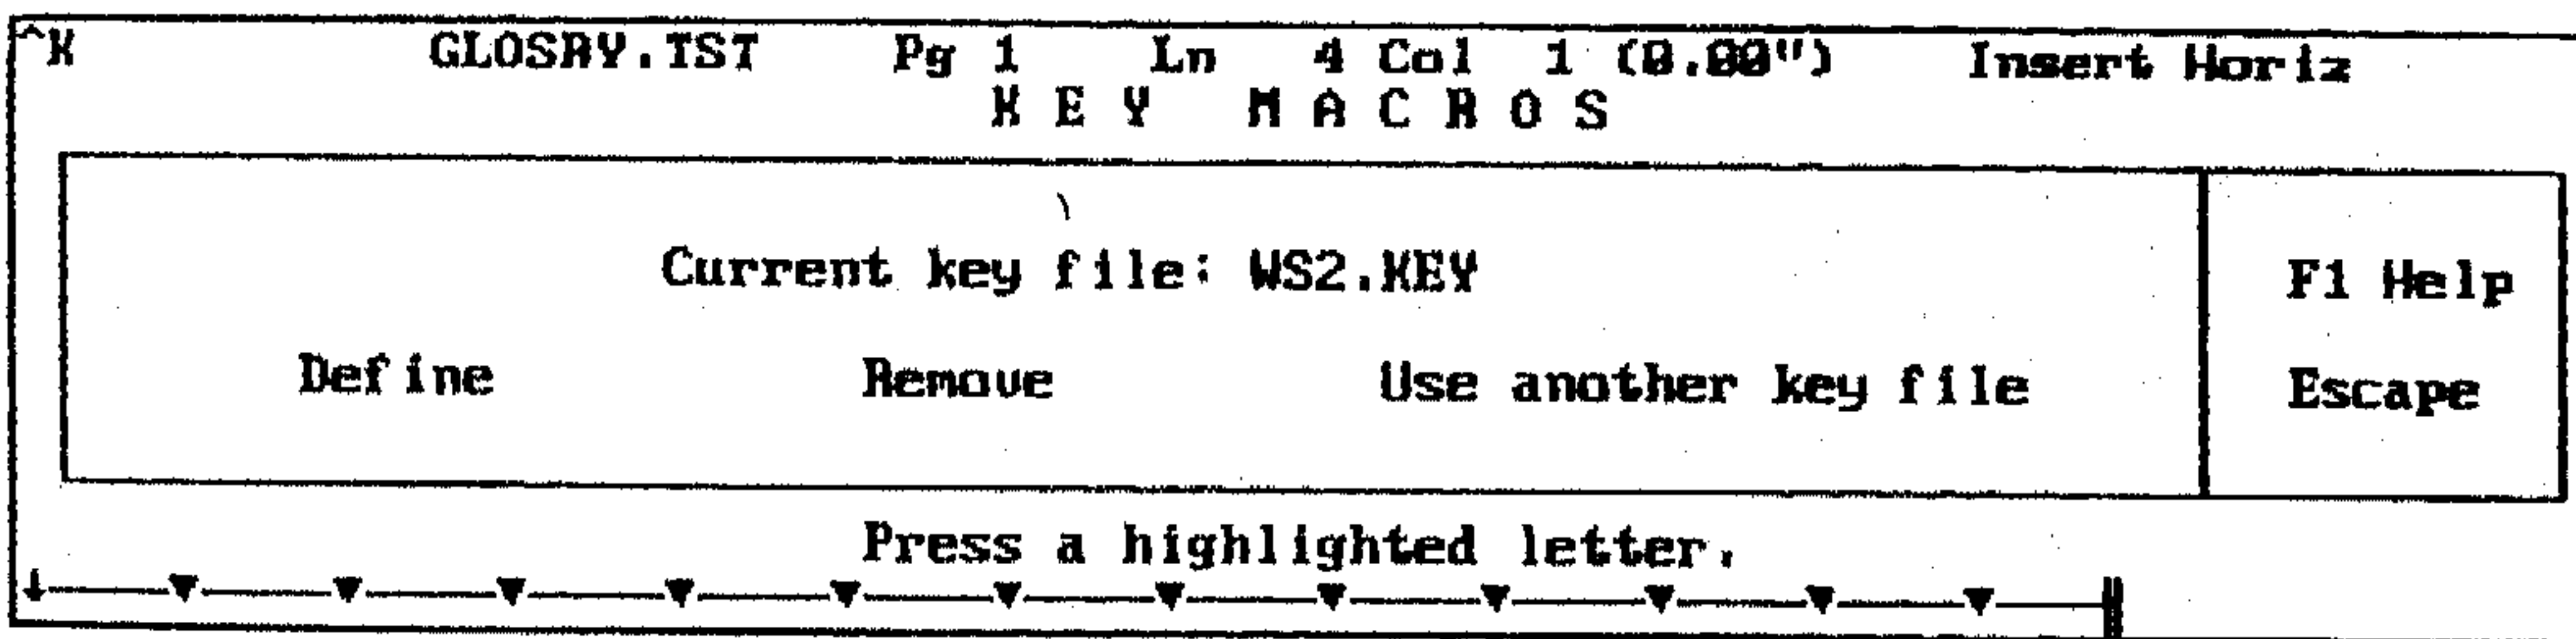 ^K GLOSRY.TST Pg 1 Ln 4 Col 1 (0.00") Insert Horiz
K E Y M A C R O S
Current key file: WS2.KEY F1 Help
Define Remove Use another key file Escape
Press a highlighted letter.